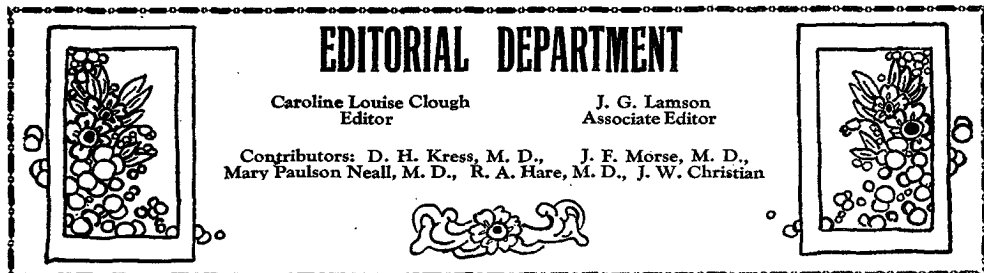 EDITORIAL DEPARTMENT
Caroline Louise Clough
Editor
J. G. Lamson
Associate Editor
Contributors: D. H. Kress, M. D., J. F. Morse, M. D.,
Mary Paulson Neall, M. D., R. A. Hare, M. D., J. W. Christian